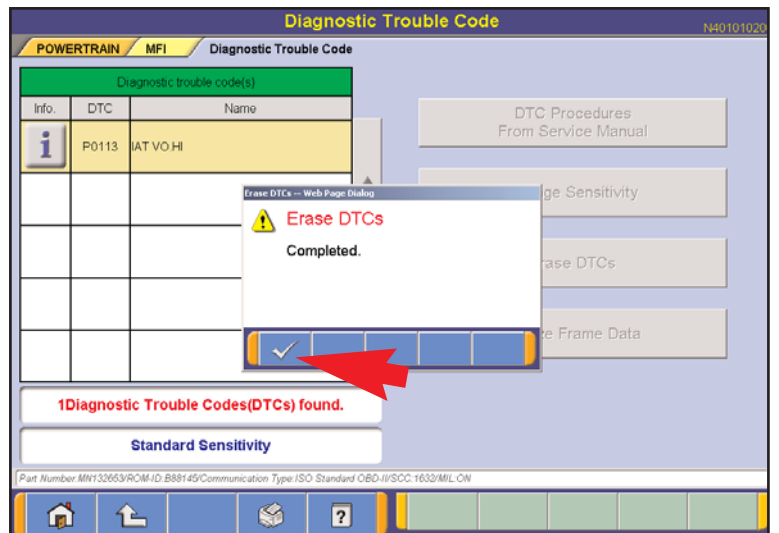 Diagnostic Trouble Code
N40101020
POWERTRAIN MFI Diagnostic Trouble Code
Diagnostic trouble code(s)
Info. DTC Name
i P0113 IAT VO.HI
DTC Procedures
From Service Manual
ge Sensitivity
rase DTCs
ze Frame Data
Erase DTCs -- Web Page Dialog
Erase DTCs
Completed.
1Diagnostic Trouble Codes(DTCs) found.
Standard Sensitivity
Part Number:MN132653/ROM-ID:B88145/Communication Type:ISO Standard OBD-II/SCC:1632/MIL:ON
?